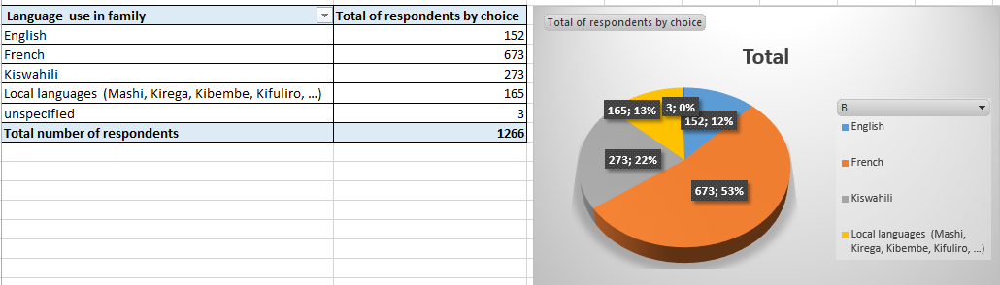 Language use in family Total of respondents by choice
English 152
French 673
Kiswahili 273
Local languages (Mashi, Kirega, Kibembe, Kifuliro, ...) 165
unspecified 3
Total number of respondents 1266
Total of respondents by choice
Total
165; 13% 3; 0%
152; 12%
273; 22%
673; 53%
B
English
French
Kiswahili
Local languages (Mashi,
Kirega, Kibembe, Kifuliro, ...)